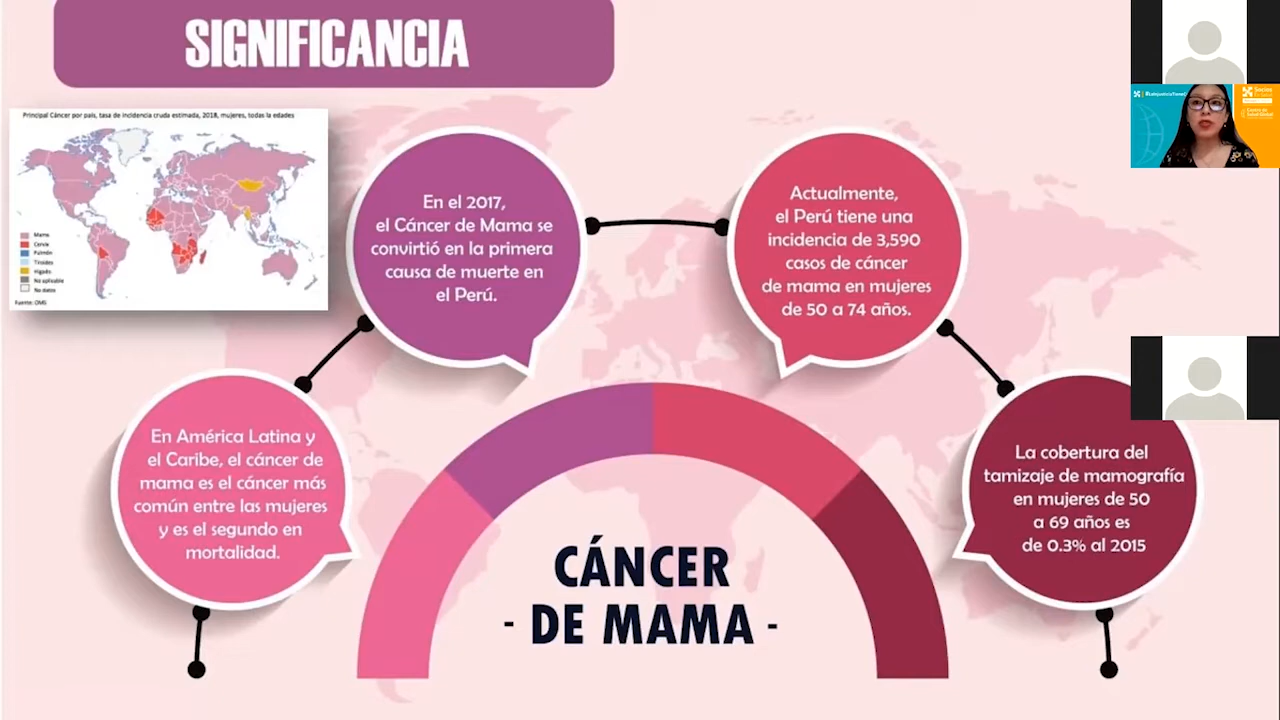 SIGNIFICANCIA
Principal Cáncer por país, tasa de incidencia cruda estimada, 2018, mujeres, todas la edades
Mama
Cervix
Pulmón
Tiroides
Hígado
No aplicable
No datos
Fuente: OMS
En América Latina y
el Caribe, el cáncer de
mama es el cáncer más
común entre las mujeres
y es el segundo en
mortalidad.
En el 2017,
el Cáncer de Mama se
convirtió en la primera
causa de muerte en
el Perú.
Actualmente,
el Perú tiene una
incidencia de 3,590
casos de cáncer
de mama en mujeres
de 50 a 74 años.
La cobertura del
tamizaje de mamografía
en mujeres de 50
a 69 años es
de 0.3% al 2015
CÁNCER
- DE MAMA -
Socios
En Salud